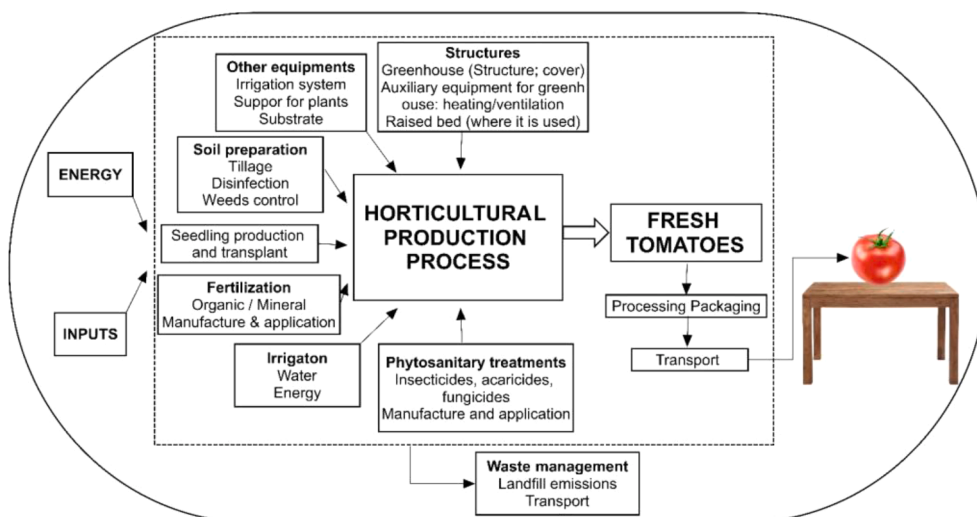 Structures
Greenhouse (Structure; cover)
Auxiliary equipment for greenh
ouse: heating/ventilation
Raised bed (where it is used)
Other equipments
Irrigation system
Suppor for plants
Substrate
Soil preparation
Tillage
Disinfection
Weeds control
ENERGY
Seedling production
and transplant
INPUTS
Fertilization
Organic / Mineral
Manufacture & application
Irrigaton
Water
Energy
Phytosanitary treatments
Insecticides, acaricides,
fungicides
Manufacture and application
HORTICULTURAL
PRODUCTION
PROCESS
FRESH
TOMATOES
Processing Packaging
Transport
Waste management
Landfill emissions
Transport